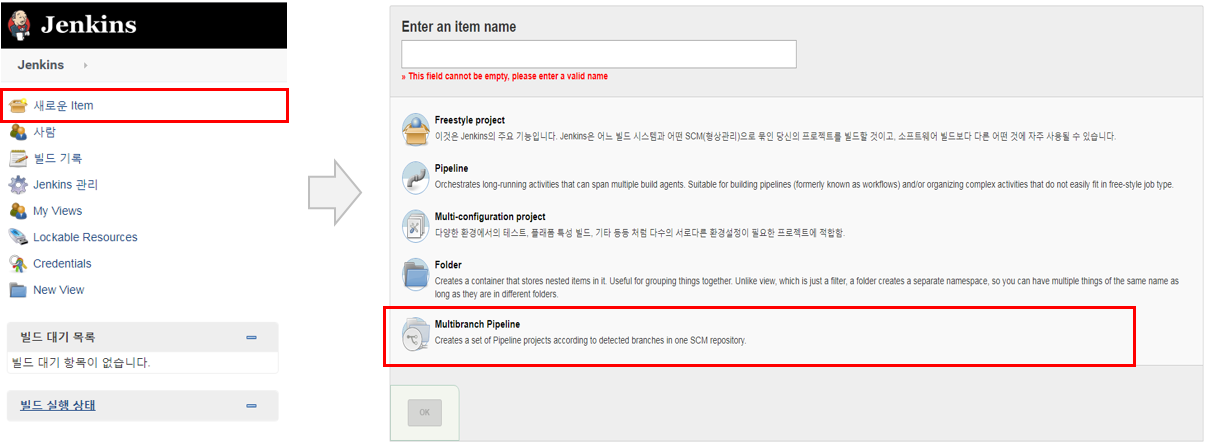 Jenkins
Jenkins
새로운 Item
사람
빌드 기록
Jenkins 관리
My Views
Lockable Resources
Credentials
New View
빌드 대기 목록
빌드 대기 항목이 없습니다.
빌드 실행 상태
Enter an item name
» This field cannot be empty, please enter a valid name
Freestyle project
이것은 Jenkins의 주요 기능입니다. Jenkins은 어느 빌드 시스템과 어떤 SCM(형상관리)으로 묶인 당신의 프로젝트를 빌드할 것이고, 소프트웨어 빌드보다 다른 어떤 것에 자주 사용될 수 있습니다.
Pipeline
Orchestrates long-running activities that can span multiple build agents. Suitable for building pipelines (formerly known as workflows) and/or organizing complex activities that do not easily fit in free-style job type.
Multi-configuration project
다양한 환경에서의 테스트, 플래폼 특성 빌드, 기타 등등 처럼 다수의 서로다른 환경설정이 필요한 프로젝트에 적합함.
Folder
Creates a container that stores nested items in it. Useful for grouping things together. Unlike view, which is just a filter, a folder creates a separate namespace, so you can have multiple things of the same name as
long as they are in different folders.
Multibranch Pipeline
Creates a set of Pipeline projects according to detected branches in one SCM repository.
OK